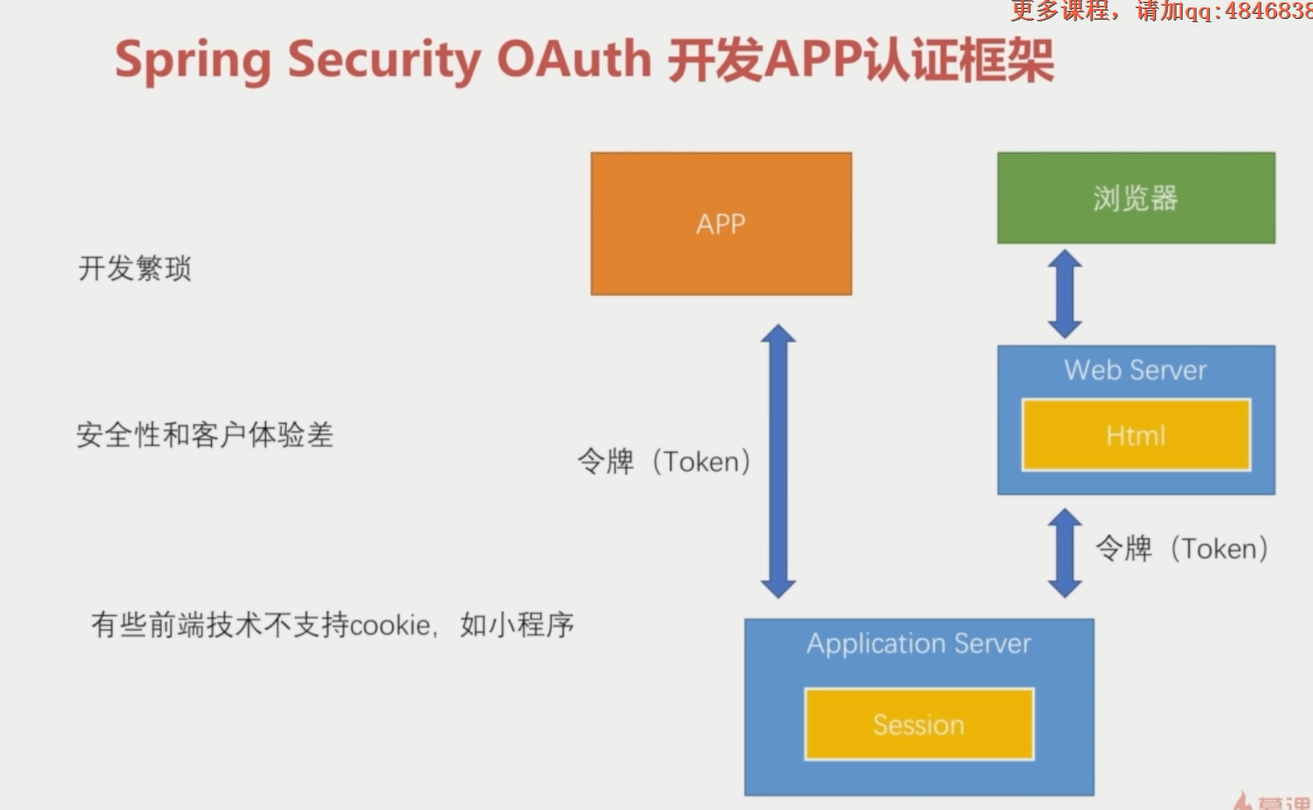 更多课程，请加qq:4846838
Spring Security OAuth 开发APP认证框架
APP
浏览器
开发繁琐
Web Server
Html
安全性和客户体验差
令牌（Token）
令牌（Token）
有些前端技术不支持cookie，如小程序
Application Server
Session
慕课